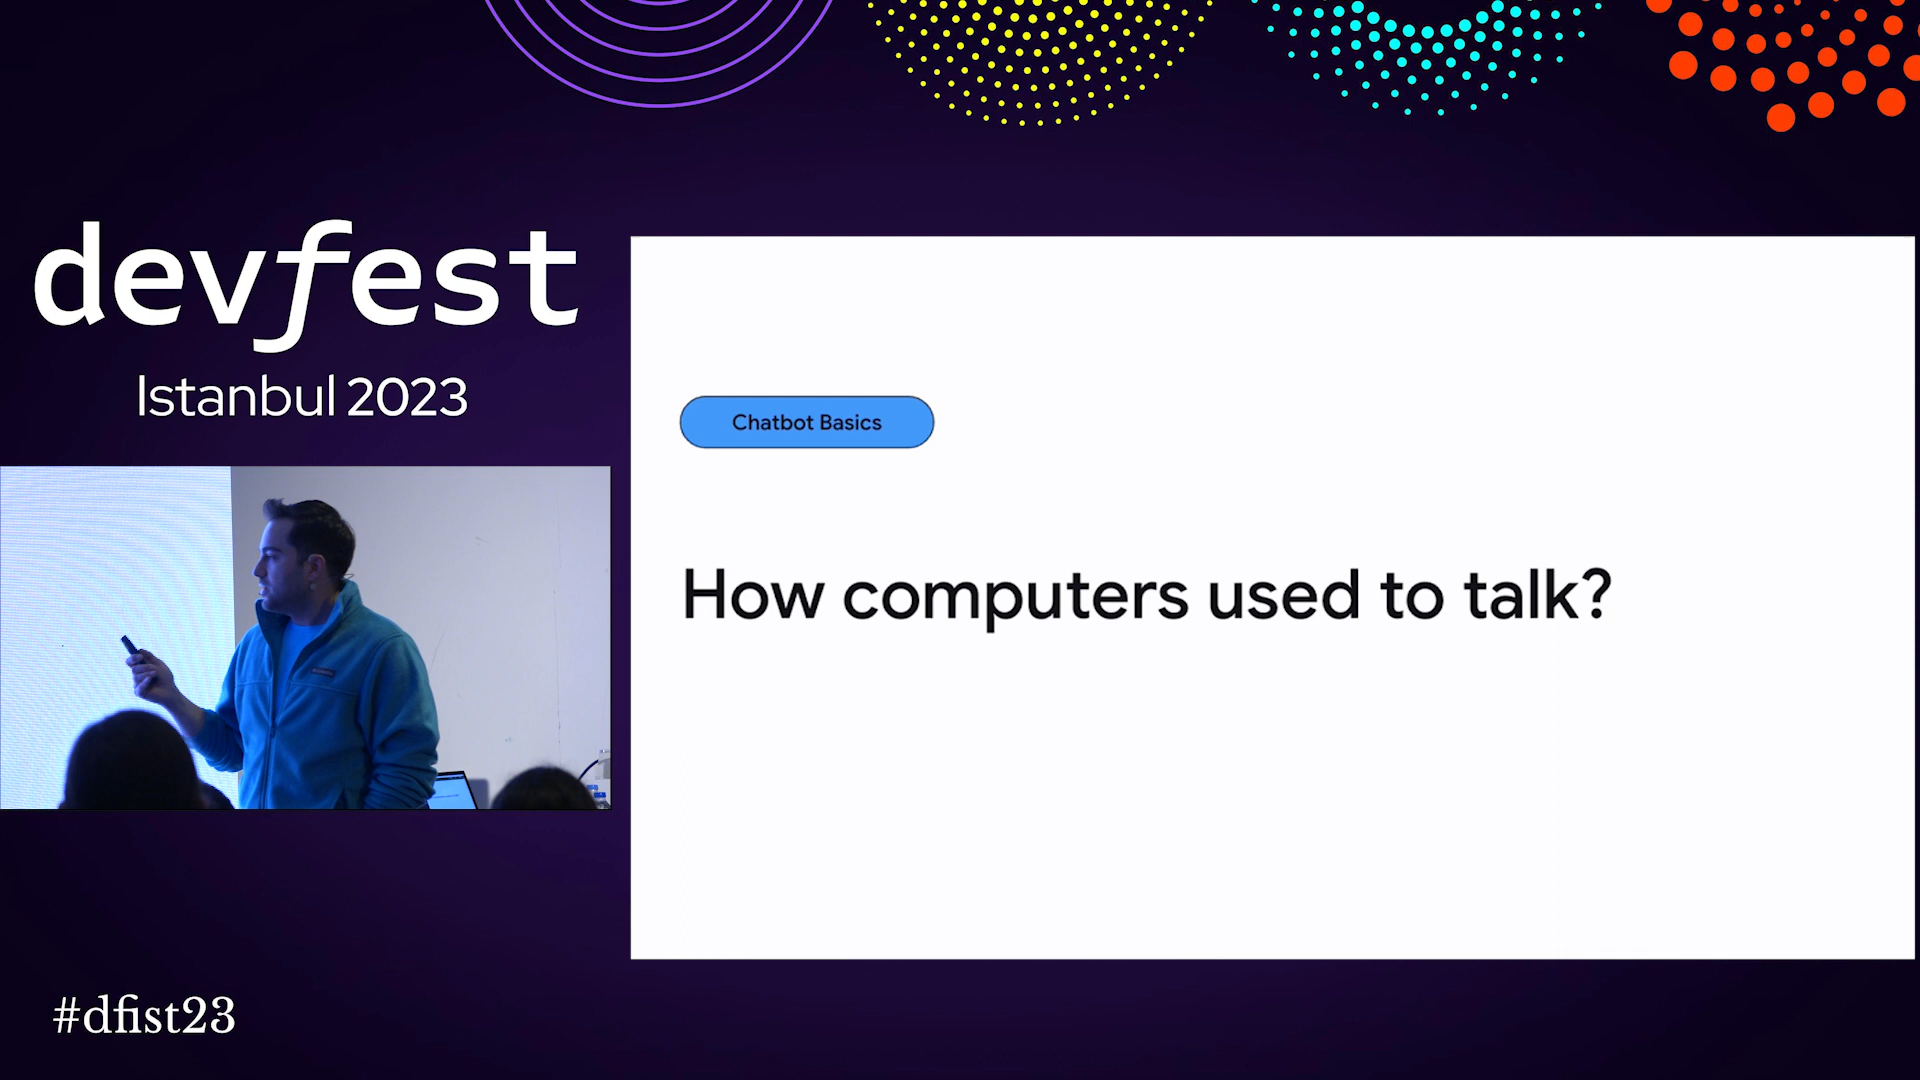 devfest
Istanbul 2023
Chatbot Basics
How computers used to talk?
#dfist23